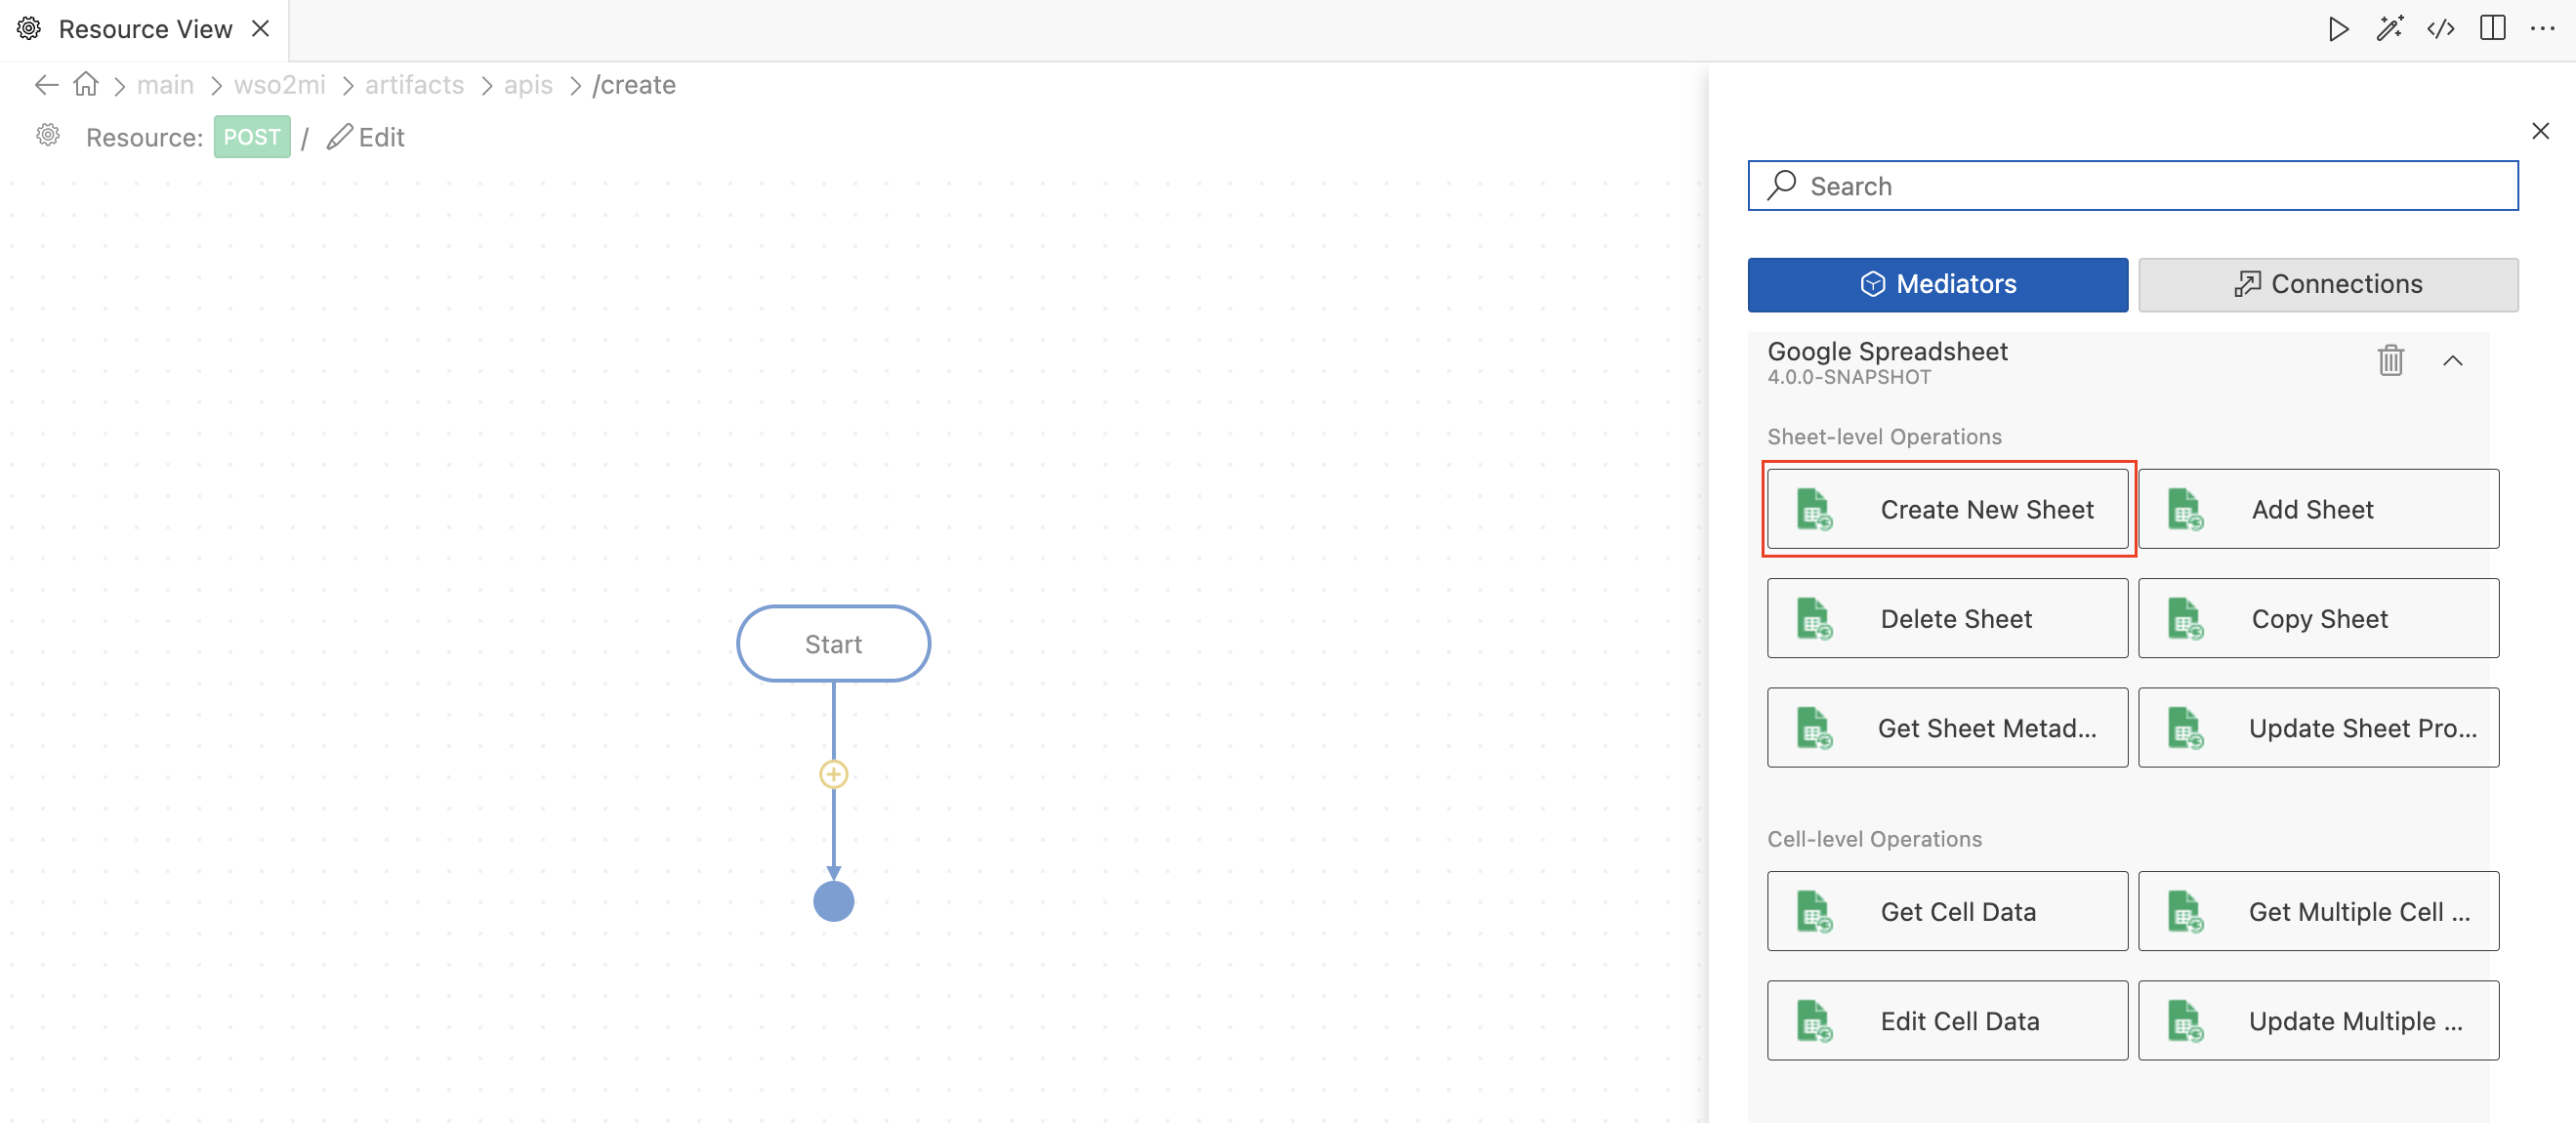 Resource View
main wso2mi artifacts apis /create
Resource: POST / Edit
Start
Search
Mediators Connections
Google Spreadsheet
4.0.0-SNAPSHOT
Sheet-level Operations
Create New Sheet Add Sheet
Delete Sheet Copy Sheet
Get Sheet Metad... Update Sheet Pro...
Cell-level Operations
Get Cell Data Get Multiple Cell ...
Edit Cell Data Update Multiple ...